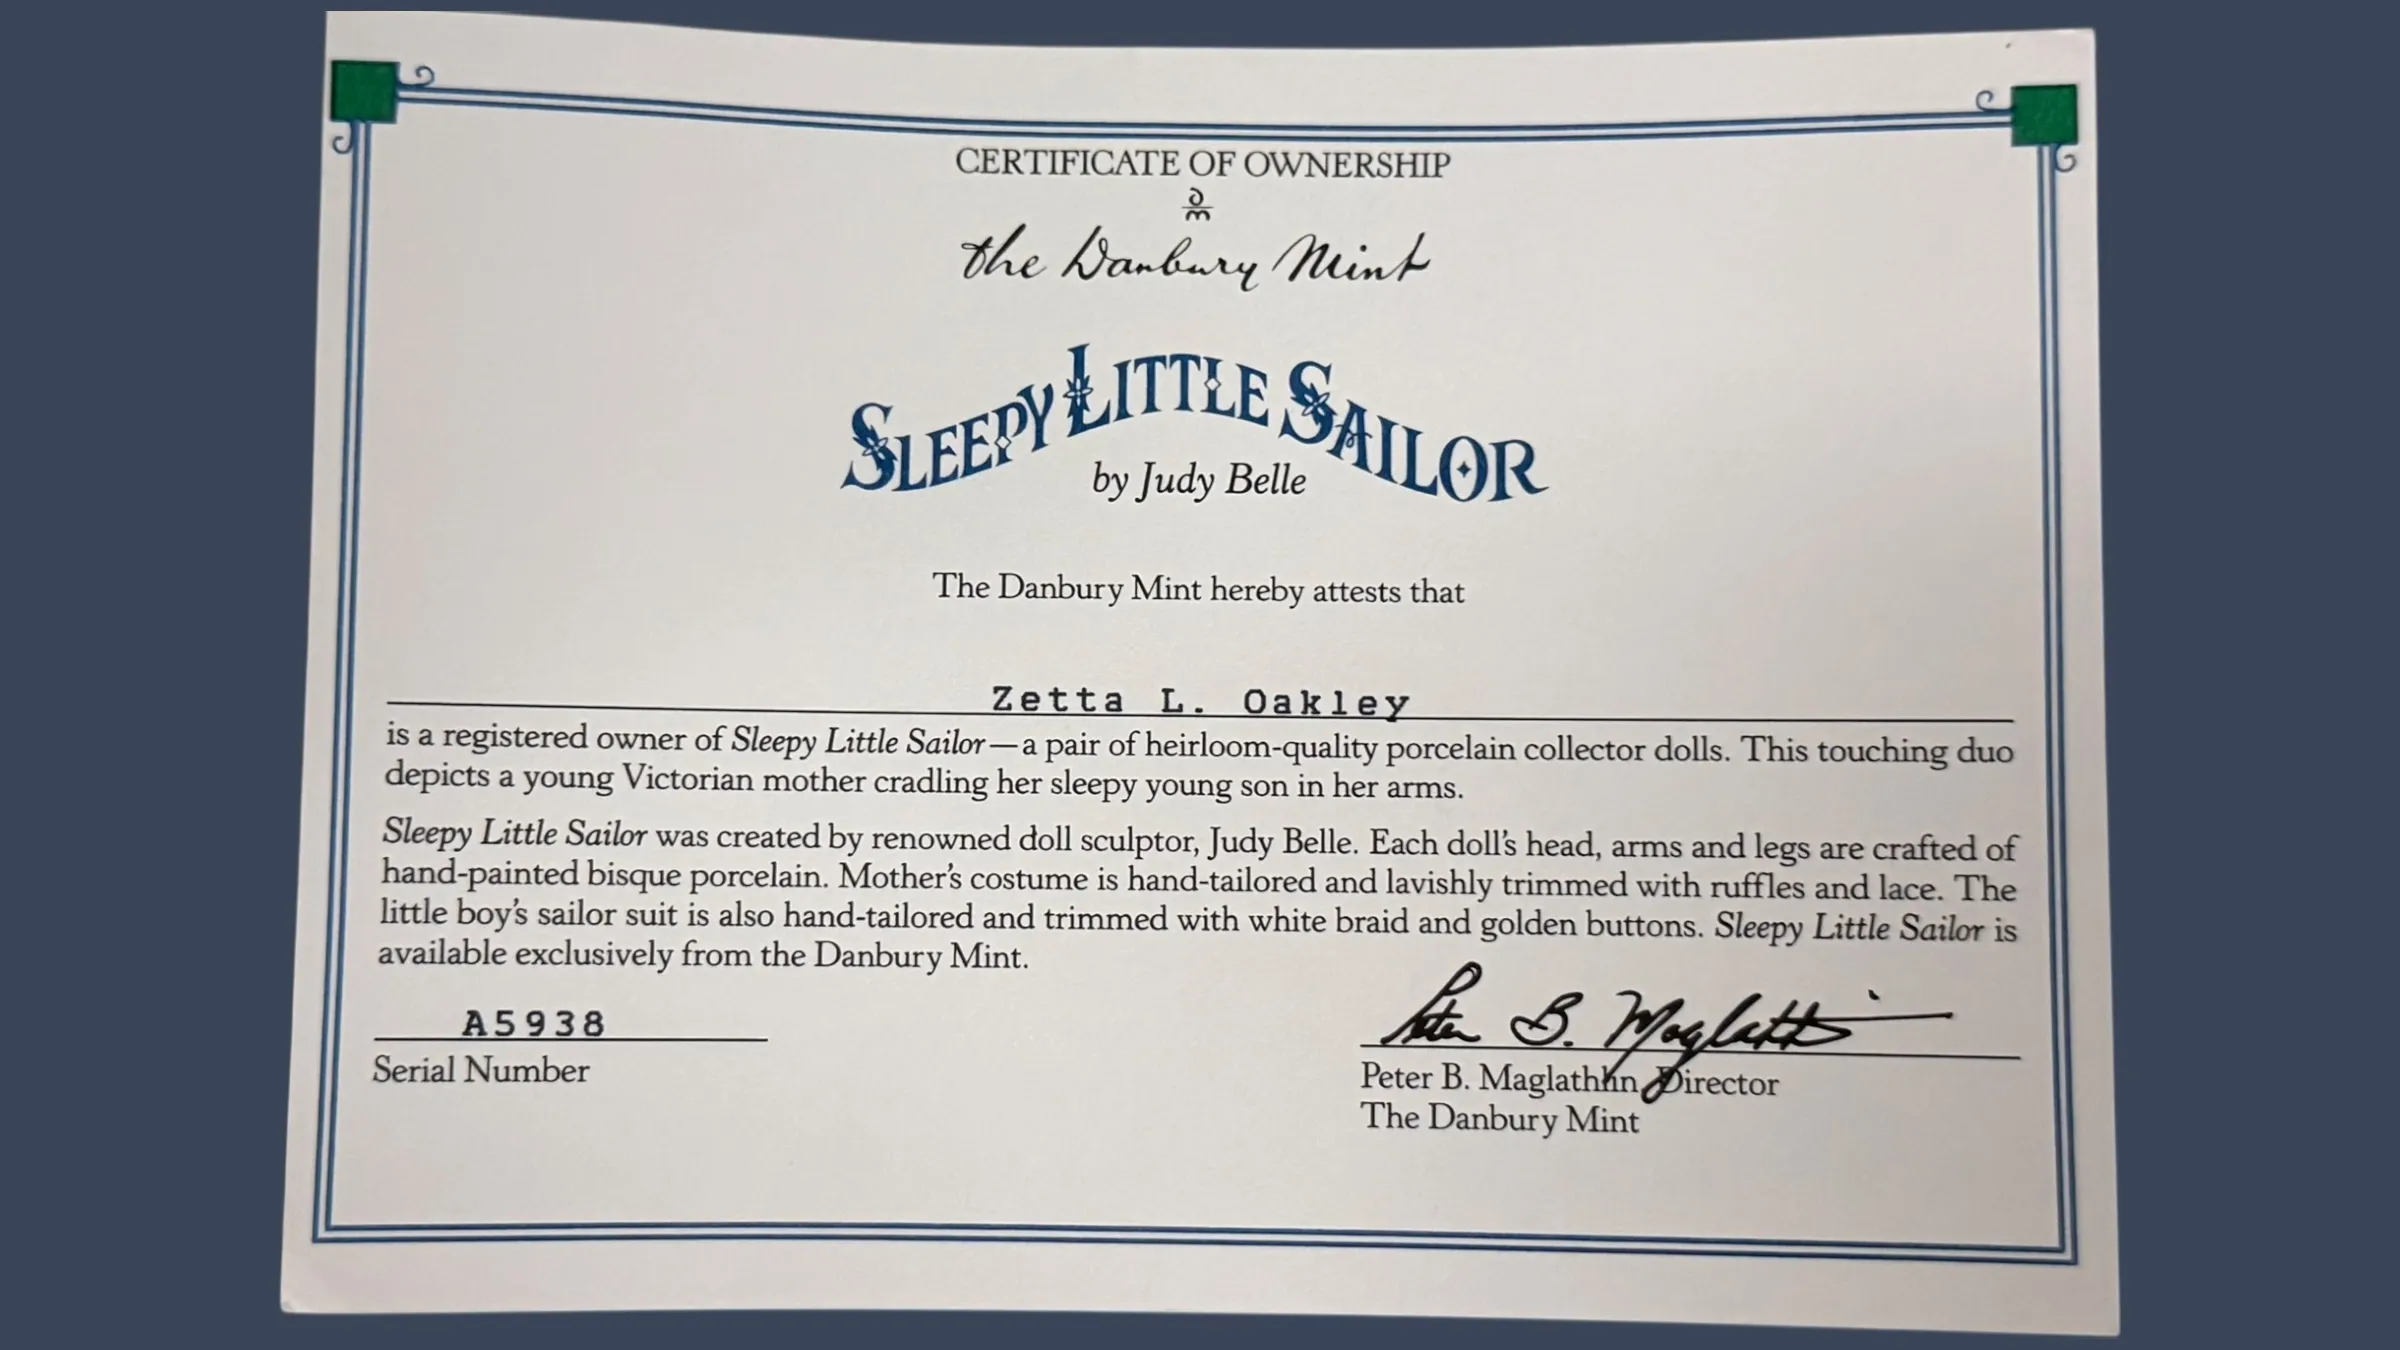 CERTIFICATE OF OWNERSHIP
dm
the Danbury Mint
SLEEPY LITTLE SAILOR
by Judy Belle
The Danbury Mint hereby attests that
Zetta L. Oakley
is a registered owner of Sleepy Little Sailor—a pair of heirloom-quality porcelain collector dolls. This touching duo
depicts a young Victorian mother cradling her sleepy young son in her arms.
Sleepy Little Sailor was created by renowned doll sculptor, Judy Belle. Each doll's head, arms and legs are crafted of
hand-painted bisque porcelain. Mother's costume is hand-tailored and lavishly trimmed with ruffles and lace. The
little boy's sailor suit is also hand-tailored and trimmed with white braid and golden buttons. Sleepy Little Sailor is
available exclusively from the Danbury Mint.
A5938
Serial Number
Peter B. Maglathlin
Peter B. Maglathlin, Director
The Danbury Mint